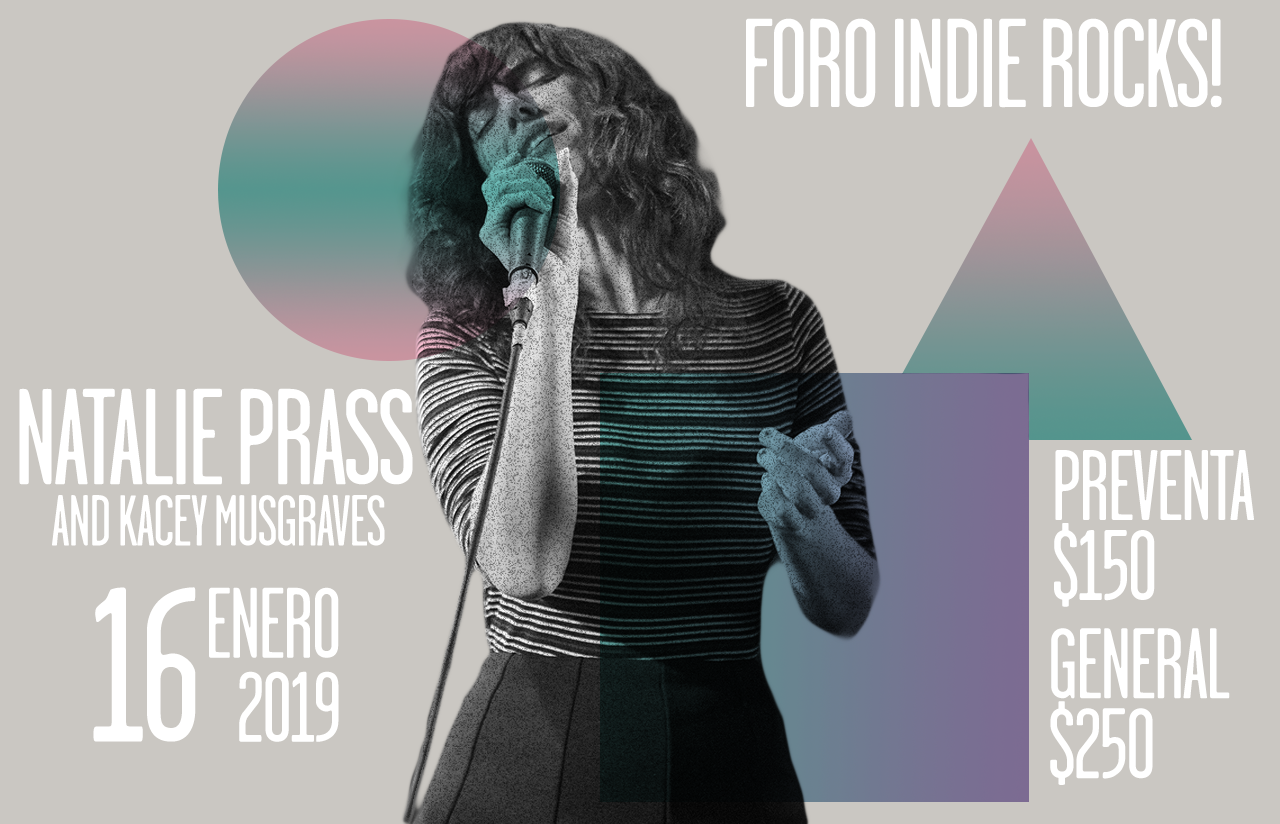 FORO INDIE ROCKS!
NATALIE PRASS
AND KACEY MUSGRAVES
16 ENERO
2019
PREVENTA
$150
GENERAL
$250